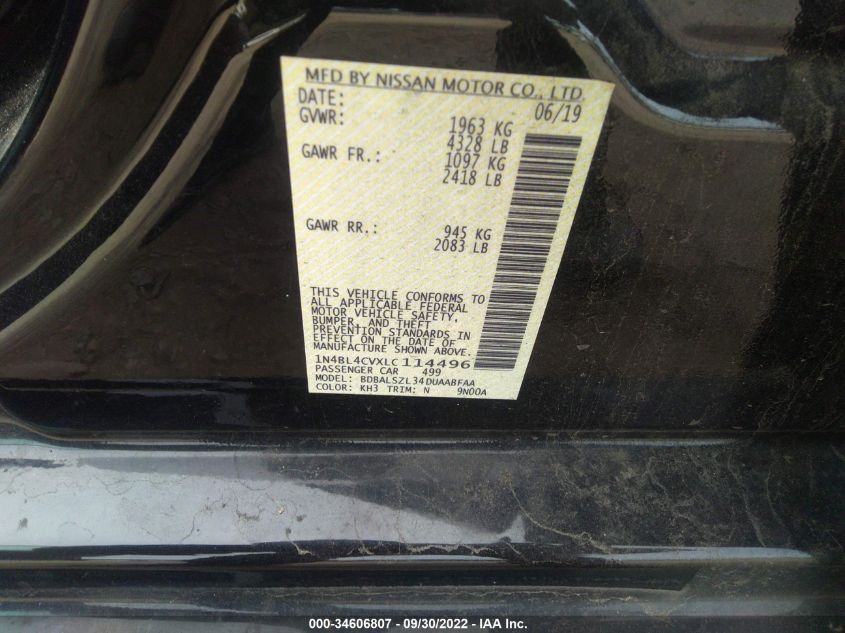 MFD BY NISSAN MOTOR CO., LTD.
DATE: 06/19
GVWR: 1963 KG
4328 LB
GAWR FR.: 1097 KG
2418 LB
GAWR RR.: 945 KG
2083 LB
THIS VEHICLE CONFORMS TO
ALL APPLICABLE FEDERAL
MOTOR VEHICLE SAFETY,
BUMPER, AND THEFT
PREVENTION STANDARDS IN
EFFECT ON THE DATE OF
MANUFACTURE SHOWN ABOVE.
1N4BL4CVXLC114496
PASSENGER CAR 499
MODEL: BDBALSZL34DUAABFAA
COLOR: KH3 TRIM: N 9N00A
000-34606807 — 09/30/2022 — IAA Inc.